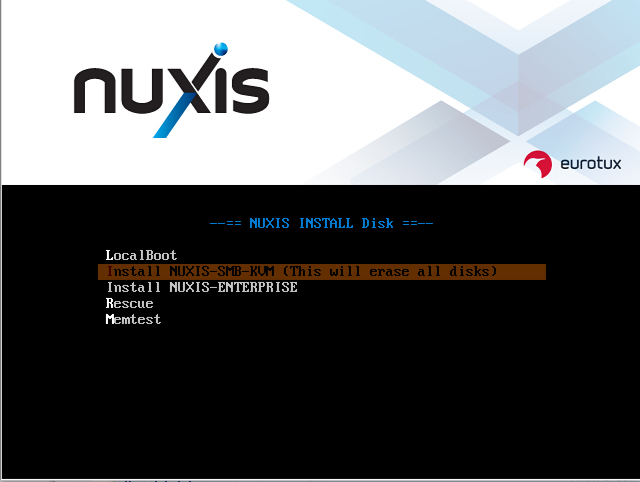 nuxis
eurotux
--== NUXIS INSTALL Disk ==--
LocalBoot
Install NUXIS-SMB-KVM (This will erase all disks)
Install NUXIS-ENTERPRISE
Rescue
Memtest